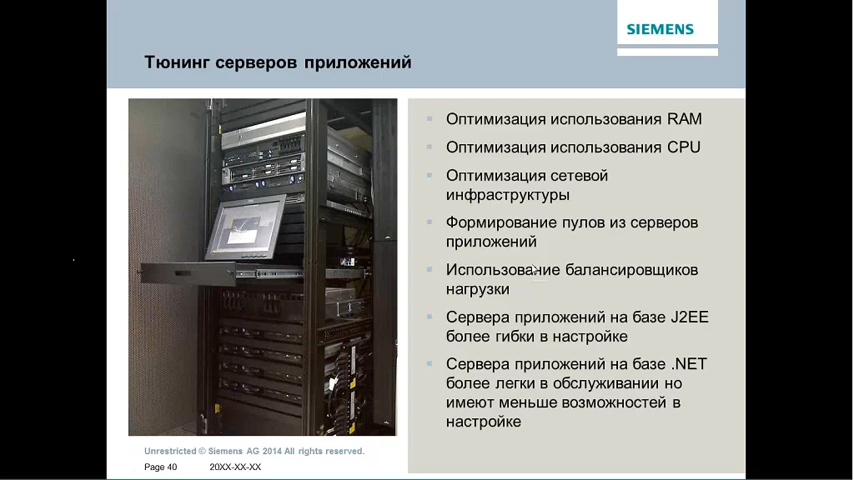 SIEMENS
Тюнинг серверов приложений
Оптимизация использования RAM
Оптимизация использования CPU
Оптимизация сетевой
инфраструктуры
Формирование пулов из серверов
приложений
Использование балансировщиков
нагрузки
Сервера приложений на базе J2EE
более гибки в настройке
Сервера приложений на базе .NET
более легки в обслуживании но
имеют меньше возможностей в
настройке
Unrestricted © Siemens AG 2014 All rights reserved.
Page 40 20XX-XX-XX